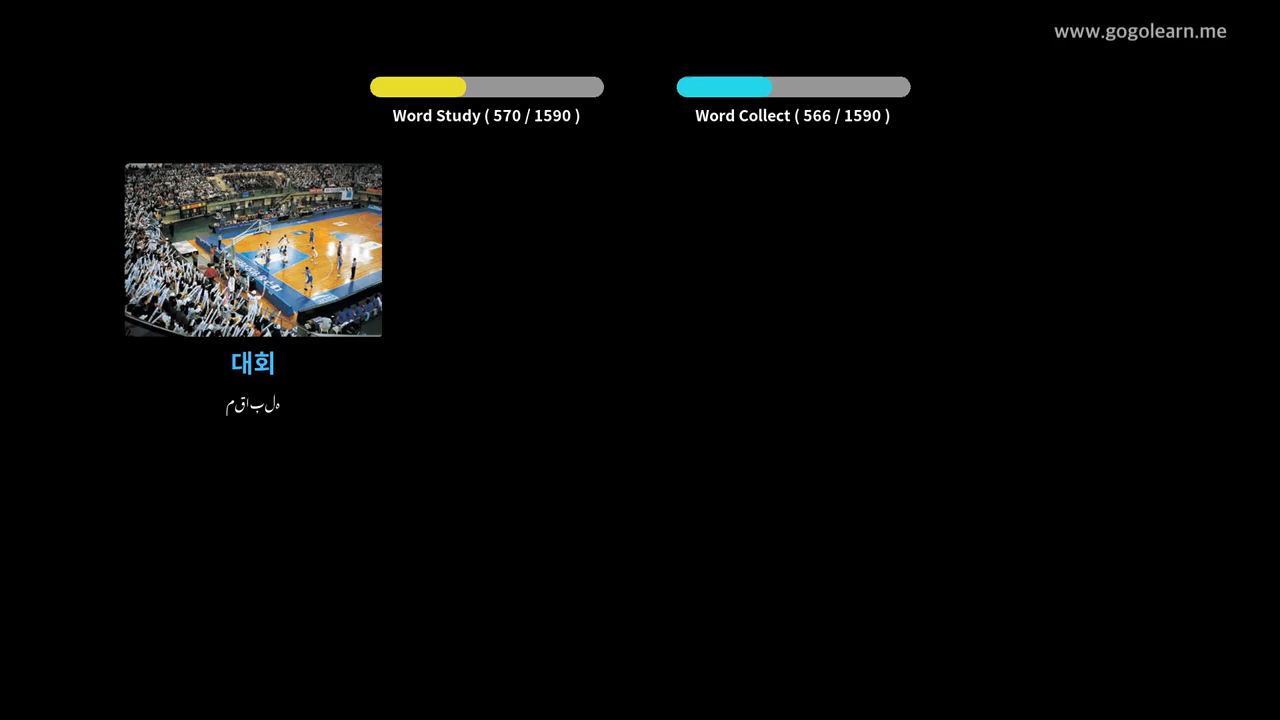 www.gogolearn.me
Word Study ( 570 / 1590 )
Word Collect ( 566 / 1590 )
대회
مقابلہ